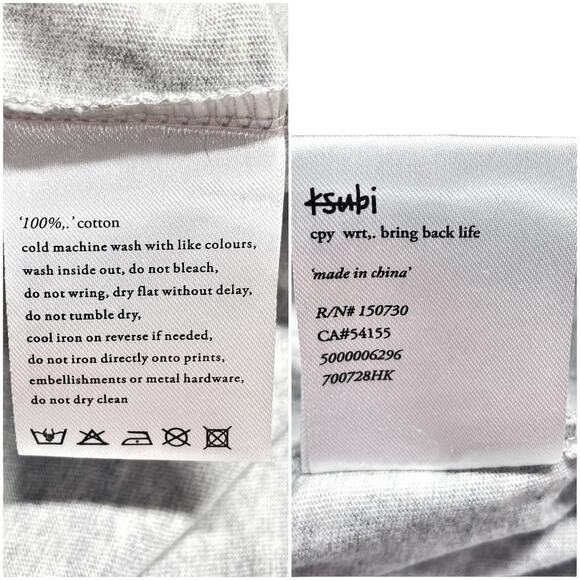 ‘100%,.’ cotton
cold machine wash with like colours,
wash inside out, do not bleach,
do not wring, dry flat without delay,
do not tumble dry,
cool iron on reverse if needed,
do not iron directly onto prints,
embellishments or metal hardware,
do not dry clean
ksubi
cpy wrt,. bring back life
‘made in china’
R/N# 150730
CA#54155
5000006296
700728HK